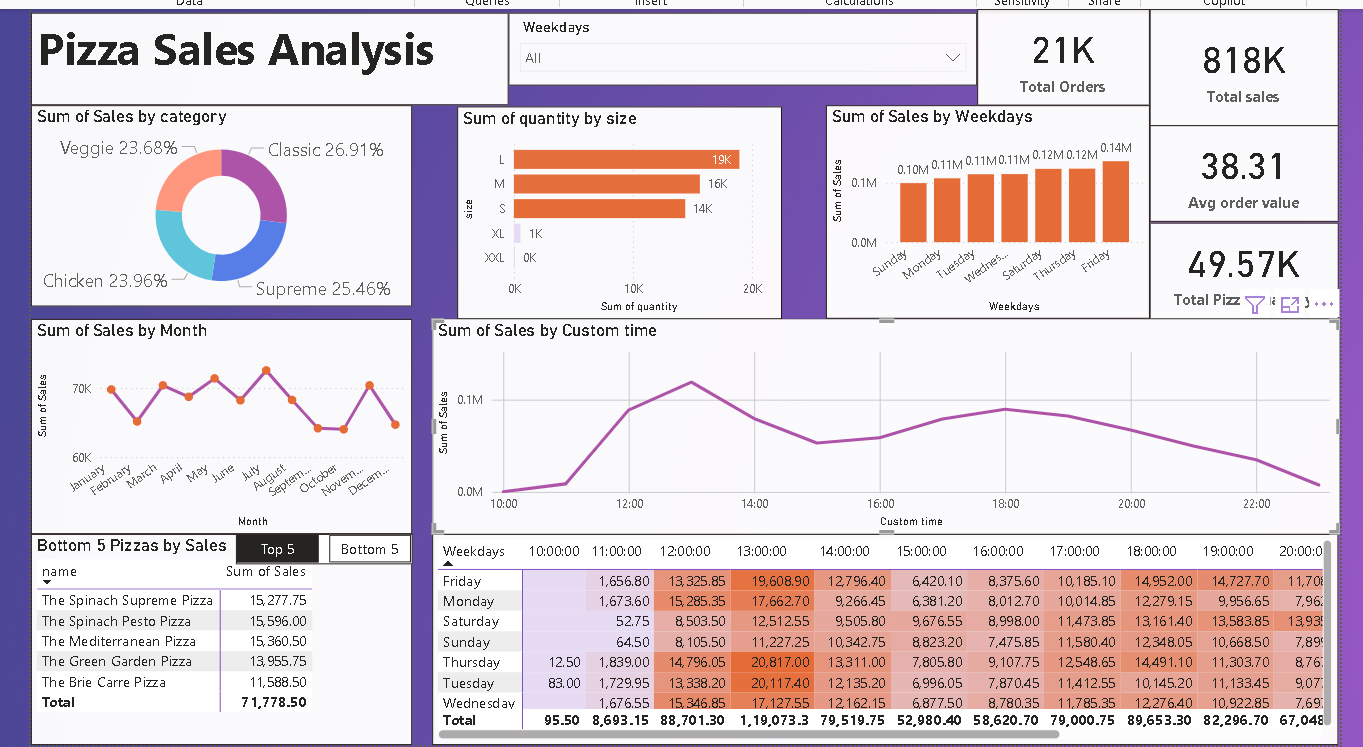 Data Queries Insert Calculations Sensitivity Share Copilot
Pizza Sales Analysis
Weekdays
All
21K
Total Orders
818K
Total sales
38.31
Avg order value
49.57K
Total Pizz
Sum of Sales by category
Veggie 23.68%
Classic 26.91%
Chicken 23.96%
Supreme 25.46%
Sum of quantity by size
size
L 19K
M 16K
S 14K
XL 1K
XXL 0K
0K 10K 20K
Sum of quantity
Sum of Sales by Weekdays
Sum of Sales
0.10M 0.11M 0.11M 0.11M 0.12M 0.12M 0.14M
0.1M
0.0M
Sunday Monday Tuesday Wednes... Saturday Thursday Friday
Weekdays
Sum of Sales by Month
Sum of Sales
70K
60K
January February March April May June July August Septem... October Novem... Decem...
Month
Sum of Sales by Custom time
Sum of Sales
0.1M
0.0M
10:00 12:00 14:00 16:00 18:00 20:00 22:00
Custom time
Bottom 5 Pizzas by Sales
Top 5
Bottom 5
name Sum of Sales
The Spinach Supreme Pizza 15,277.75
The Spinach Pesto Pizza 15,596.00
The Mediterranean Pizza 15,360.50
The Green Garden Pizza 13,955.75
The Brie Carre Pizza 11,588.50
Total 71,778.50
Weekdays 10:00:00 11:00:00 12:00:00 13:00:00 14:00:00 15:00:00 16:00:00 17:00:00 18:00:00 19:00:00 20:00:0
Friday 1,656.80 13,325.85 19,608.90 12,796.40 6,420.10 8,375.60 10,185.10 14,952.00 14,727.70 11,70
Monday 1,673.60 15,285.35 17,662.70 9,266.45 6,381.20 8,012.70 10,014.85 12,279.15 9,956.65 7,96
Saturday 52.75 8,503.50 12,512.55 9,505.80 9,676.55 8,998.00 11,473.85 13,161.40 13,583.85 13,93
Sunday 64.50 8,105.50 11,227.25 10,342.75 8,823.20 7,475.85 11,580.40 12,348.05 10,668.50 7,89
Thursday 12.50 1,839.00 14,796.05 20,817.00 13,311.00 7,805.80 9,107.75 12,548.65 14,491.10 11,303.70 8,76
Tuesday 83.00 1,729.95 13,338.20 20,117.40 12,135.20 6,996.05 7,870.45 11,412.55 10,145.20 11,133.45 9,07
Wednesday 1,676.55 15,346.85 17,127.55 12,162.15 6,877.50 8,780.35 11,785.35 12,276.40 10,922.85 7,69
Total 95.50 8,693.15 88,701.30 1,19,073.3 79,519.75 52,980.40 58,620.70 79,000.75 89,653.30 82,296.70 67,048